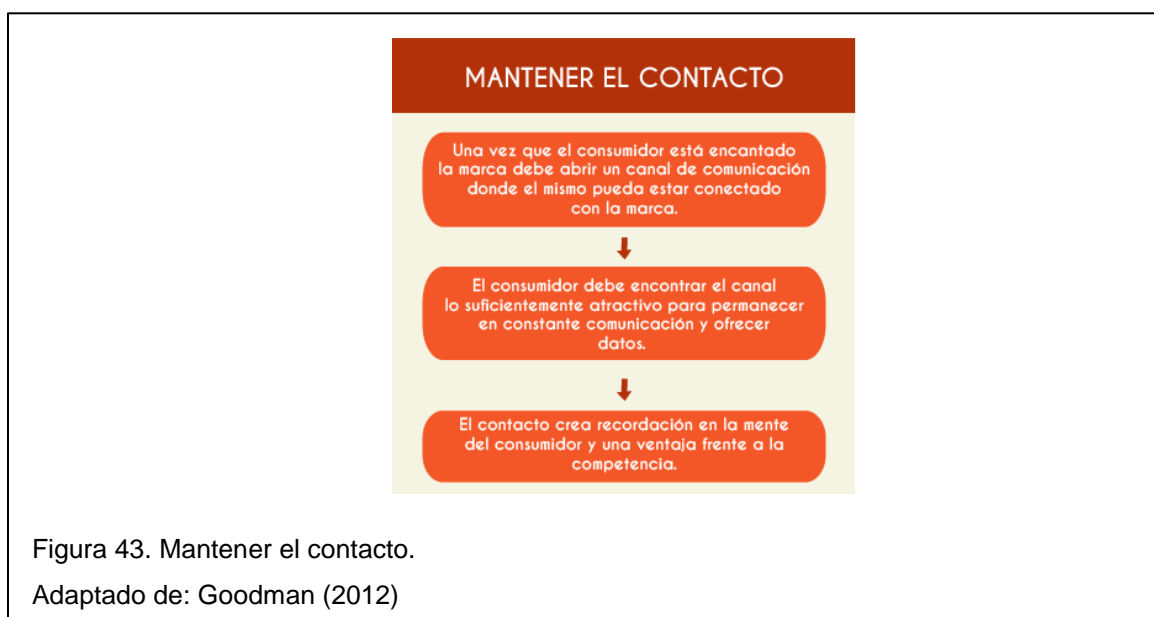 MANTENER EL CONTACTO
Una vez que el consumidor está encantado
la marca debe abrir un canal de comunicación
donde el mismo pueda estar conectado
con la marca.
El consumidor debe encontrar el canal
lo suficientemente atractivo para permanecer
en constante comunicación y ofrecer
datos.
El contacto crea recordación en la mente
del consumidor y una ventaja frente a la
competencia.
Figura 43. Mantener el contacto.
Adaptado de: Goodman (2012)